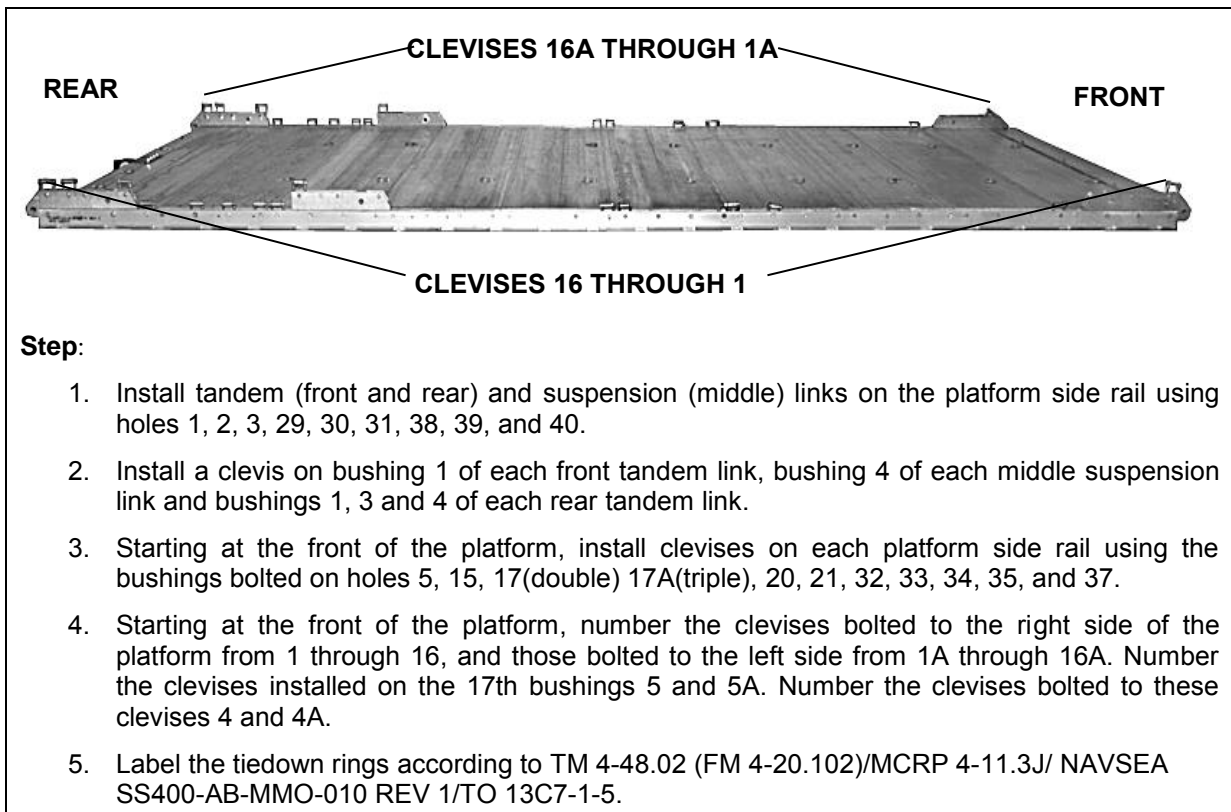 CLEVISES 16A THROUGH 1A
REAR
FRONT
CLEVISES 16 THROUGH 1
Step:
1. Install tandem (front and rear) and suspension (middle) links on the platform side rail using
holes 1, 2, 3, 29, 30, 31, 38, 39, and 40.
2. Install a clevis on bushing 1 of each front tandem link, bushing 4 of each middle suspension
link and bushings 1, 3 and 4 of each rear tandem link.
3. Starting at the front of the platform, install clevises on each platform side rail using the
bushings bolted on holes 5, 15, 17(double) 17A(triple), 20, 21, 32, 33, 34, 35, and 37.
4. Starting at the front of the platform, number the clevises bolted to the right side of the
platform from 1 through 16, and those bolted to the left side from 1A through 16A. Number
the clevises installed on the 17th bushings 5 and 5A. Number the clevises bolted to these
clevises 4 and 4A.
5. Label the tiedown rings according to TM 4-48.02 (FM 4-20.102)/MCRP 4-11.3J/ NAVSEA
SS400-AB-MMO-010 REV 1/TO 13C7-1-5.